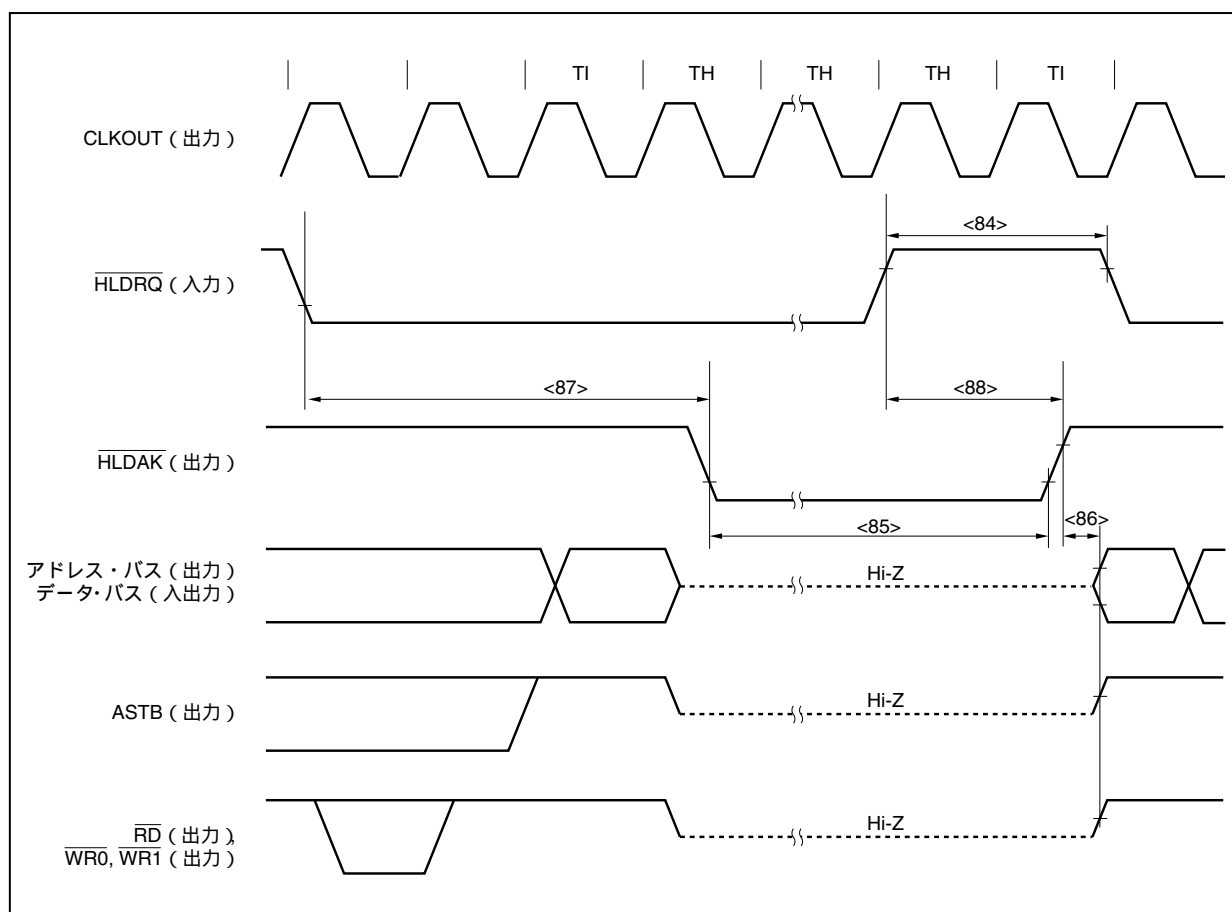 TI TH TH TH TI
CLKOUT（出力）
<84>
HLDRQ（入力）
<87> <88>
HLDAK（出力）
<85> <86>
アドレス・バス（出力） Hi-Z
データ・バス（入出力）
ASTB（出力） Hi-Z
RD（出力）, Hi-Z
WR0, WR1（出力）